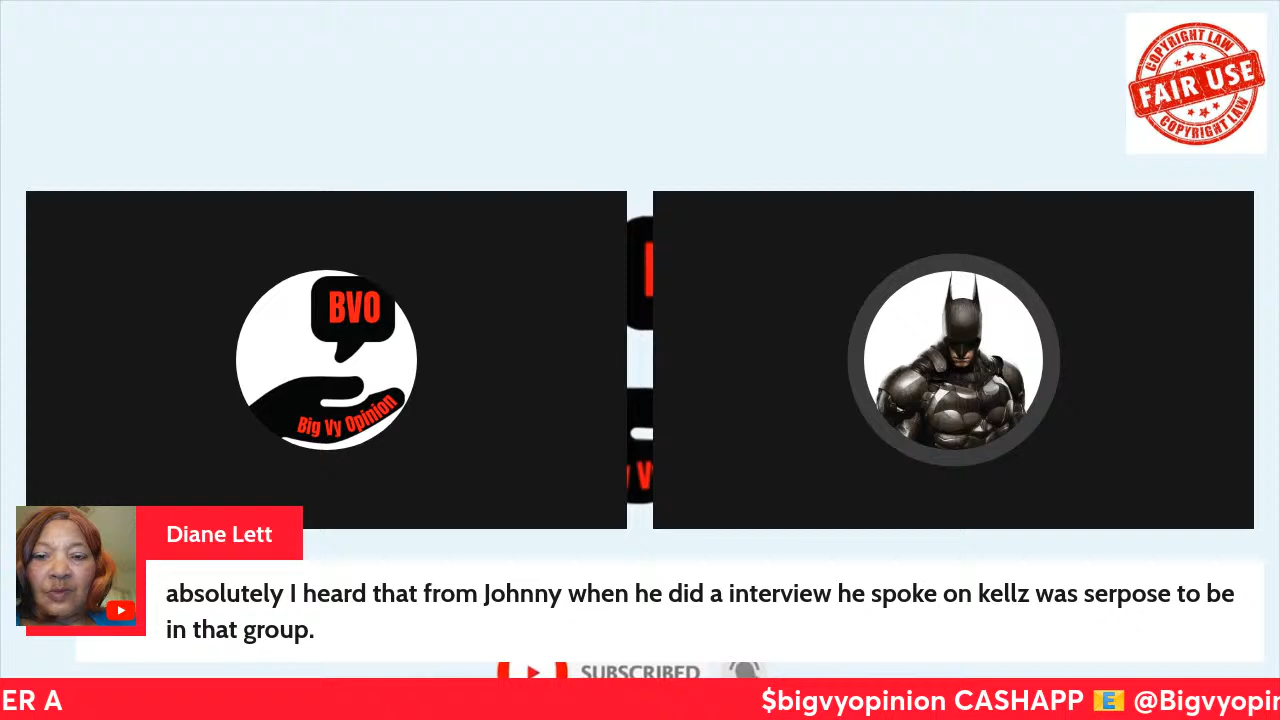 COPYRIGHT LAW
FAIR USE
COPYRIGHT LAW
BVO
Big Vy Opinion
Diane Lett
absolutely I heard that from Johnny when he did a interview he spoke on kellz was serpose to be
in that group.
SUBSCRIBED
ER A
$bigvyopinion CASHAPP 📧 @Bigvyopin